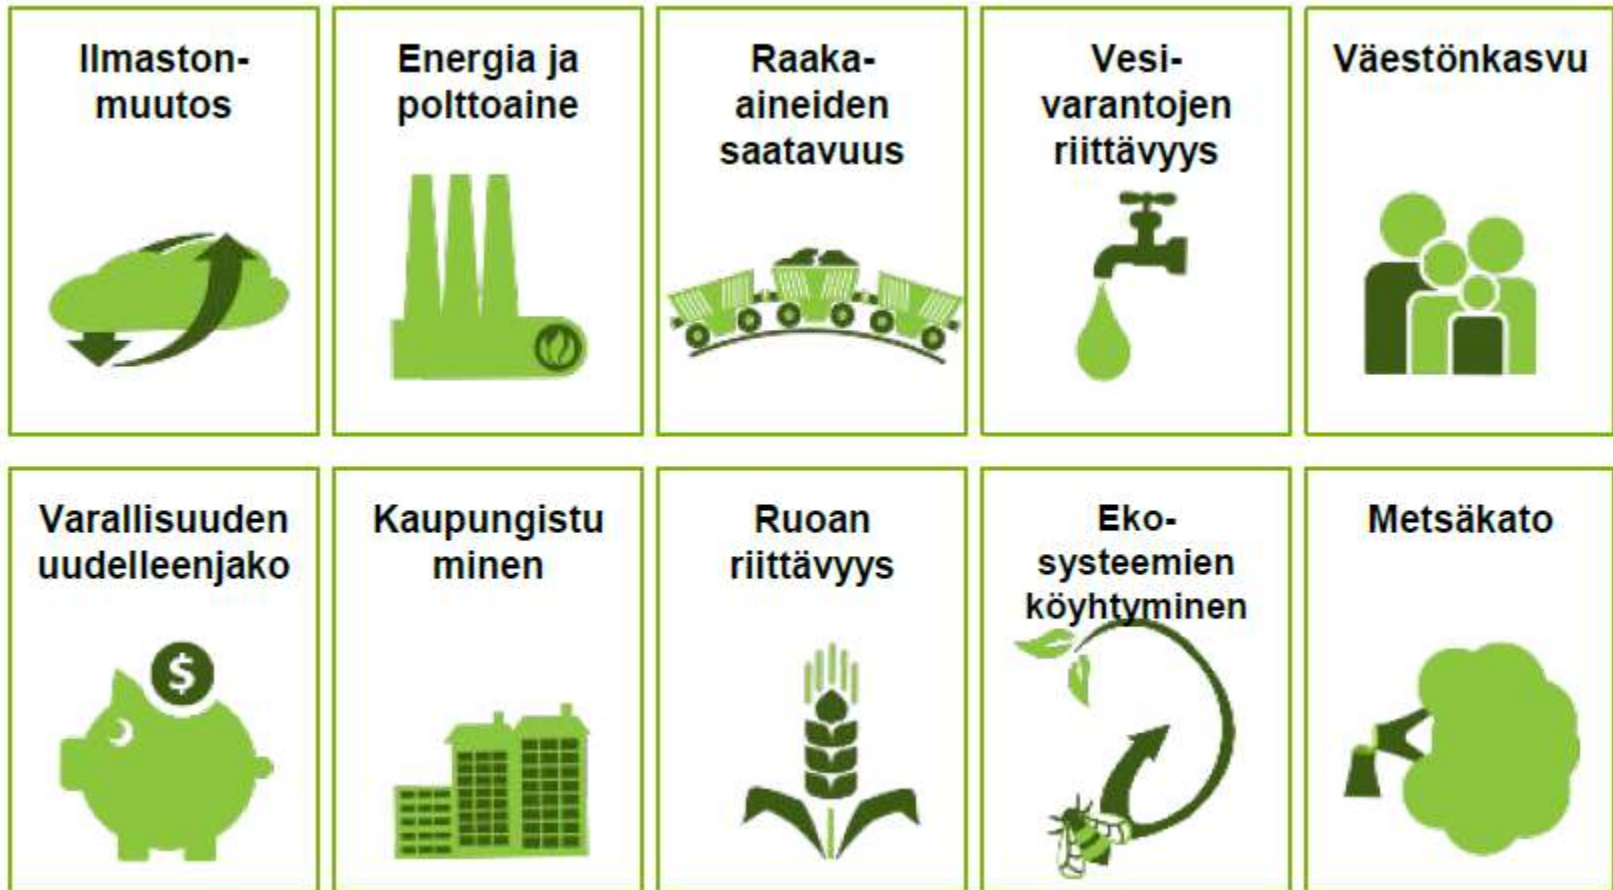 Ilmaston-
muutos
Energia ja
polttoaine
Raaka-
aineiden
saatavuus
Vesi-
varantojen
riittävyys
Väestönkasvu
Varallisuuden
uudelleenjako
$
Kaupungistu
minen
Ruoan
riittävyys
Eko-
systeemien
köyhtyminen
Metsäkato